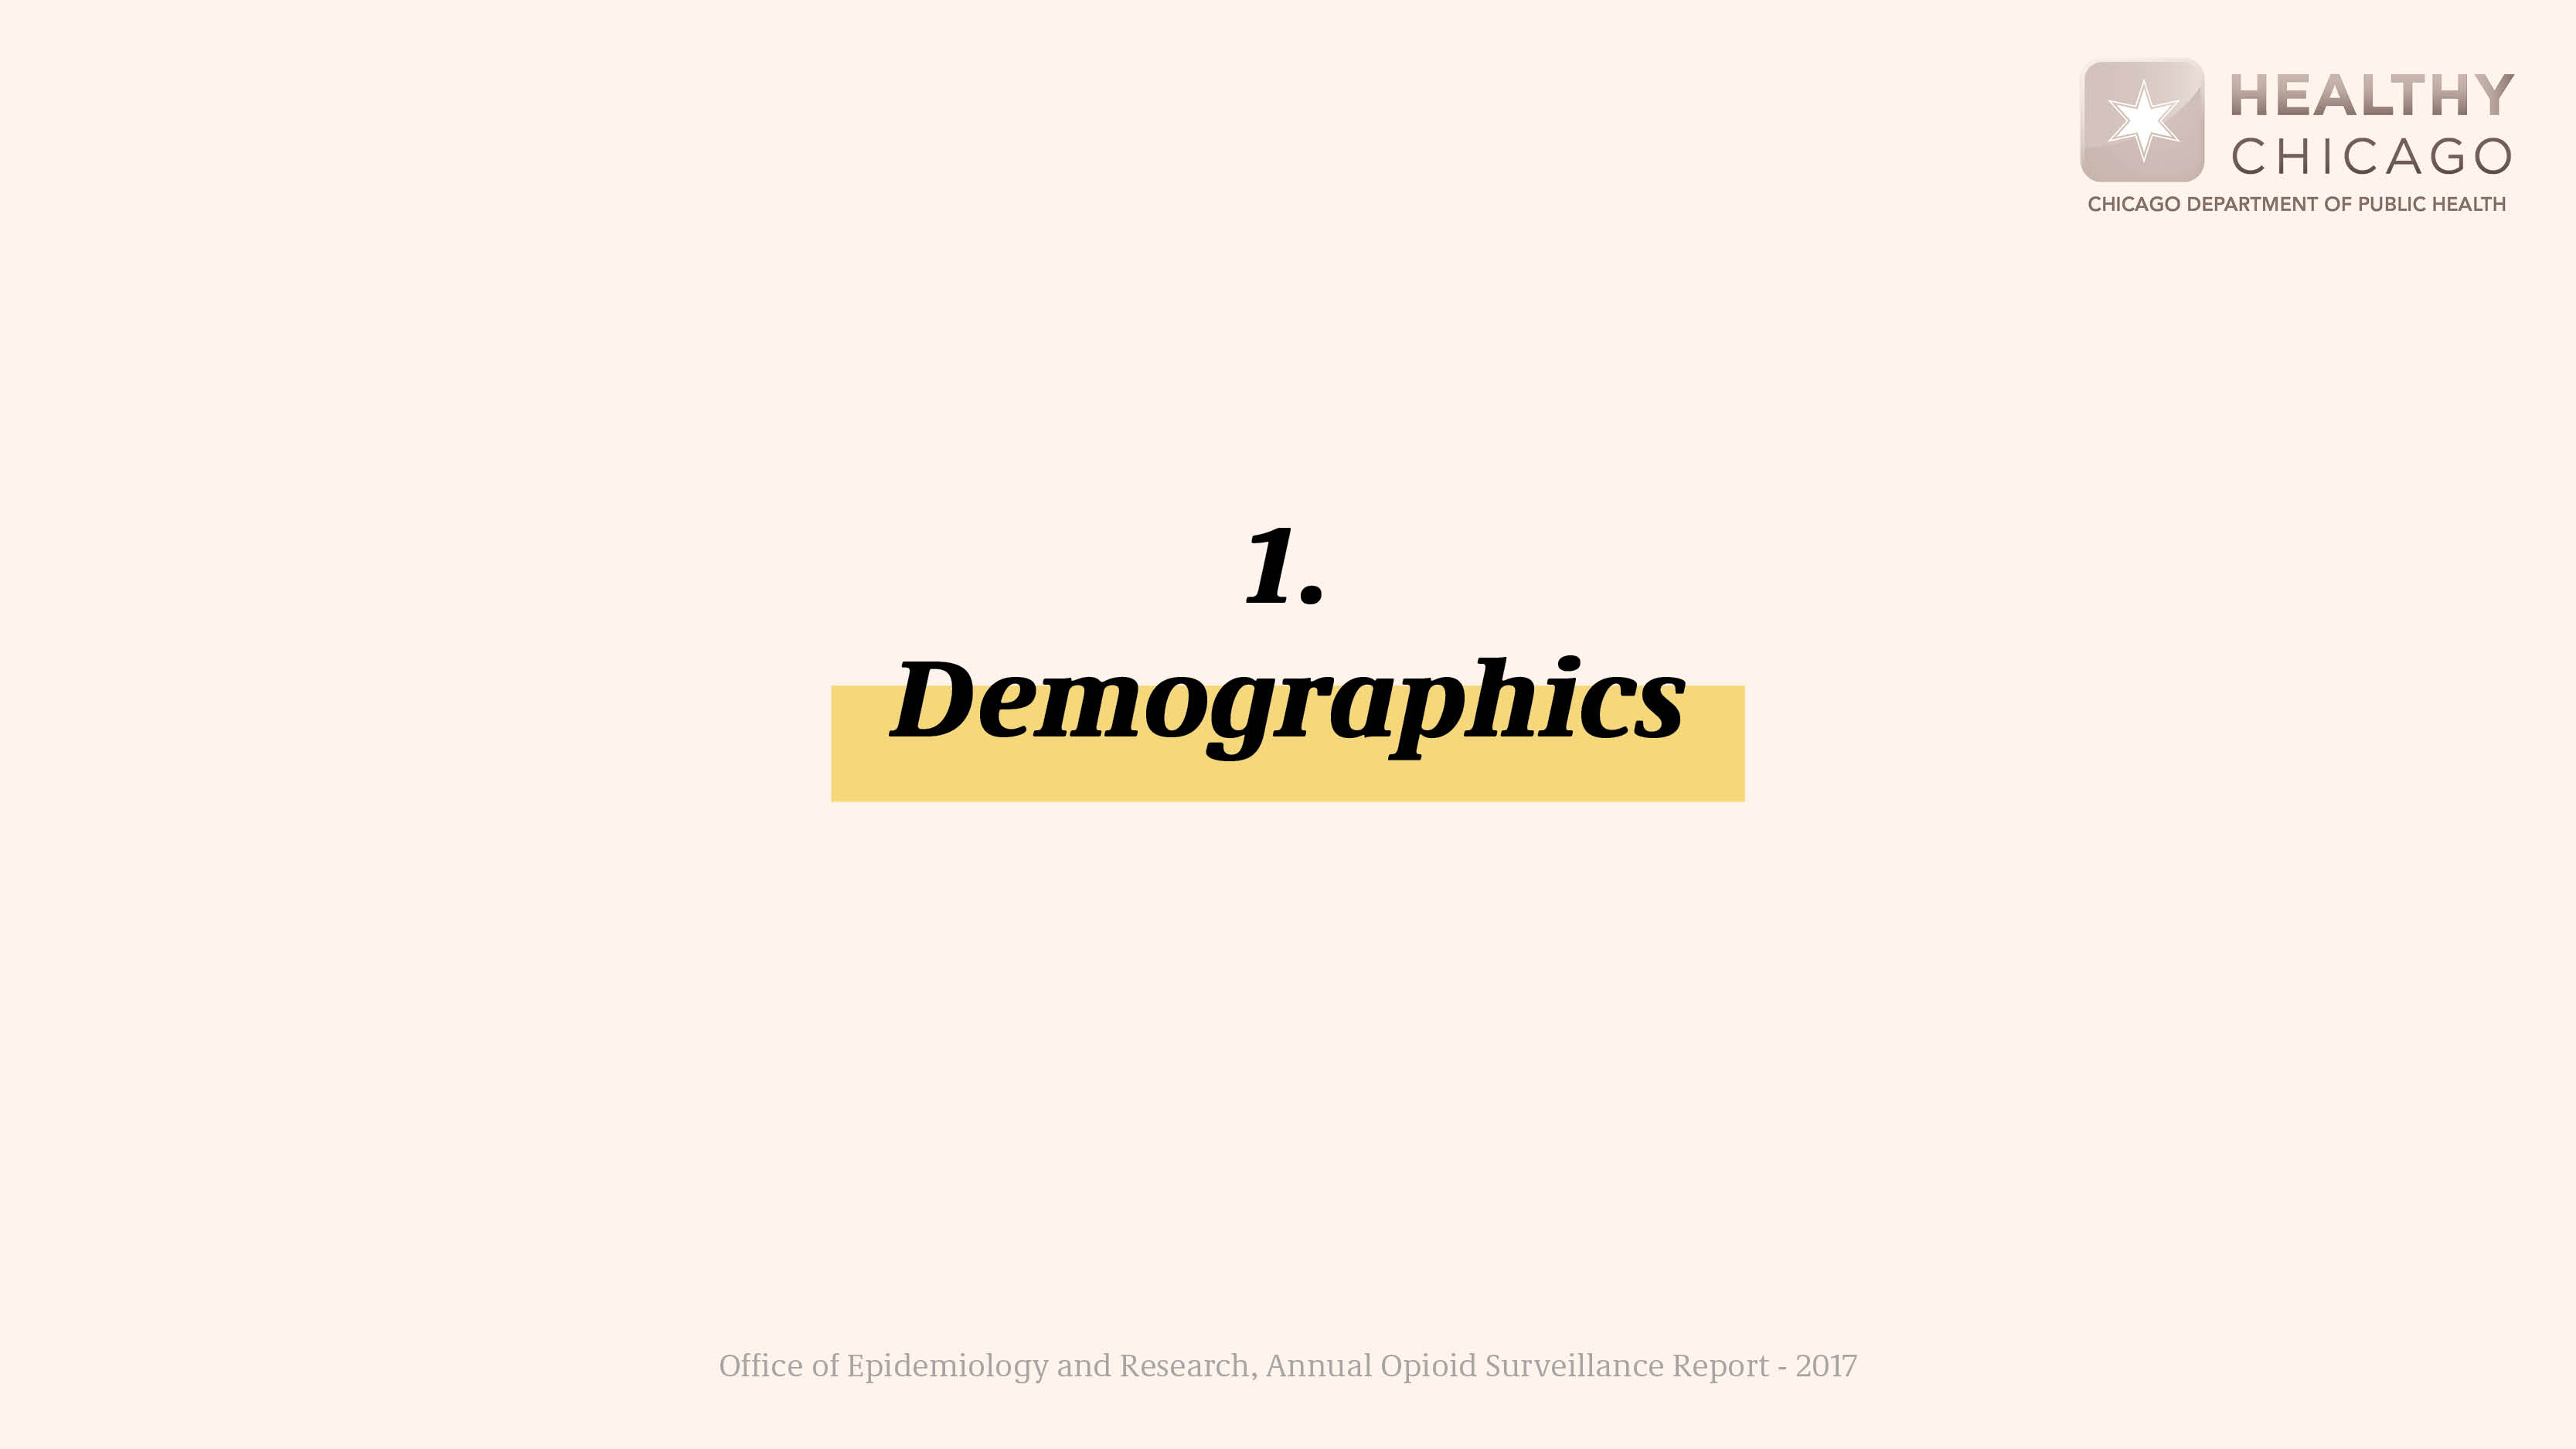 HEALTHY
CHICAGO
CHICAGO DEPARTMENT OF PUBLIC HEALTH
1.
Demographics
Office of Epidemiology and Research, Annual Opioid Surveillance Report - 2017